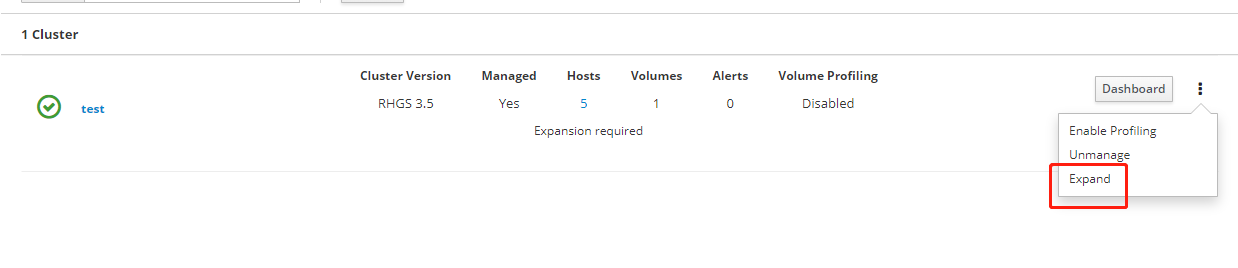 1 Cluster
Cluster Version Managed Hosts Volumes Alerts Volume Profiling
test RHGS 3.5 Yes 5 1 0 Disabled Dashboard
Expansion required
Enable Profiling
Unmanage
Expand